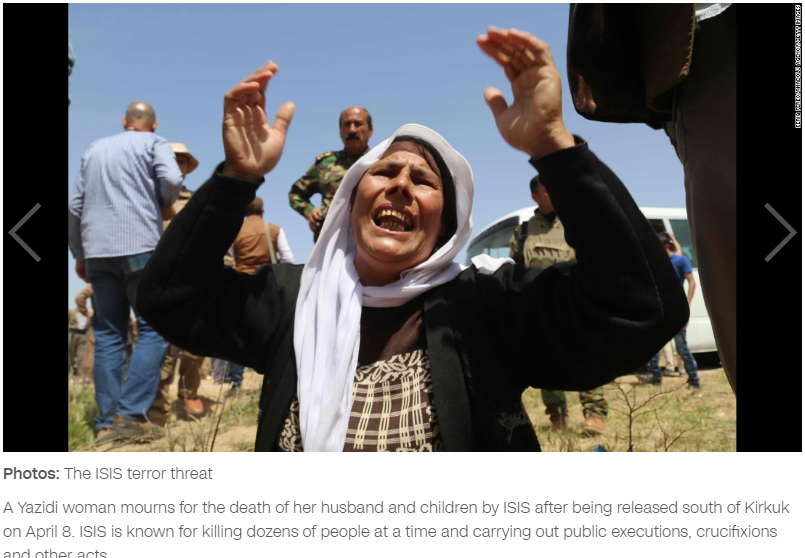 Photos: The ISIS terror threat
A Yazidi woman mourns for the death of her husband and children by ISIS after being released south of Kirkuk
on April 8. ISIS is known for killing dozens of people at a time and carrying out public executions, crucifixions
and other acts